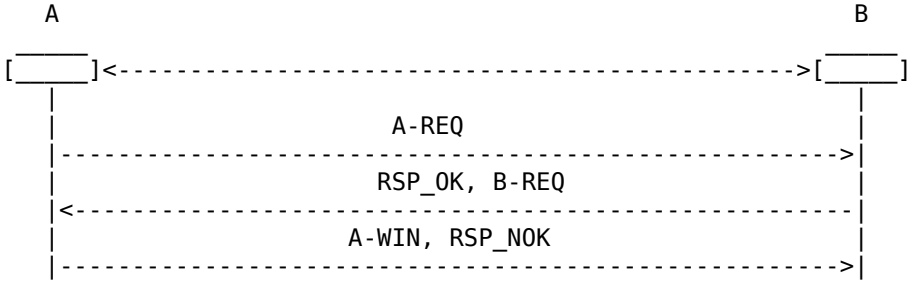 A B
A-REQ
RSP_OK, B-REQ
A-WIN, RSP_NOK